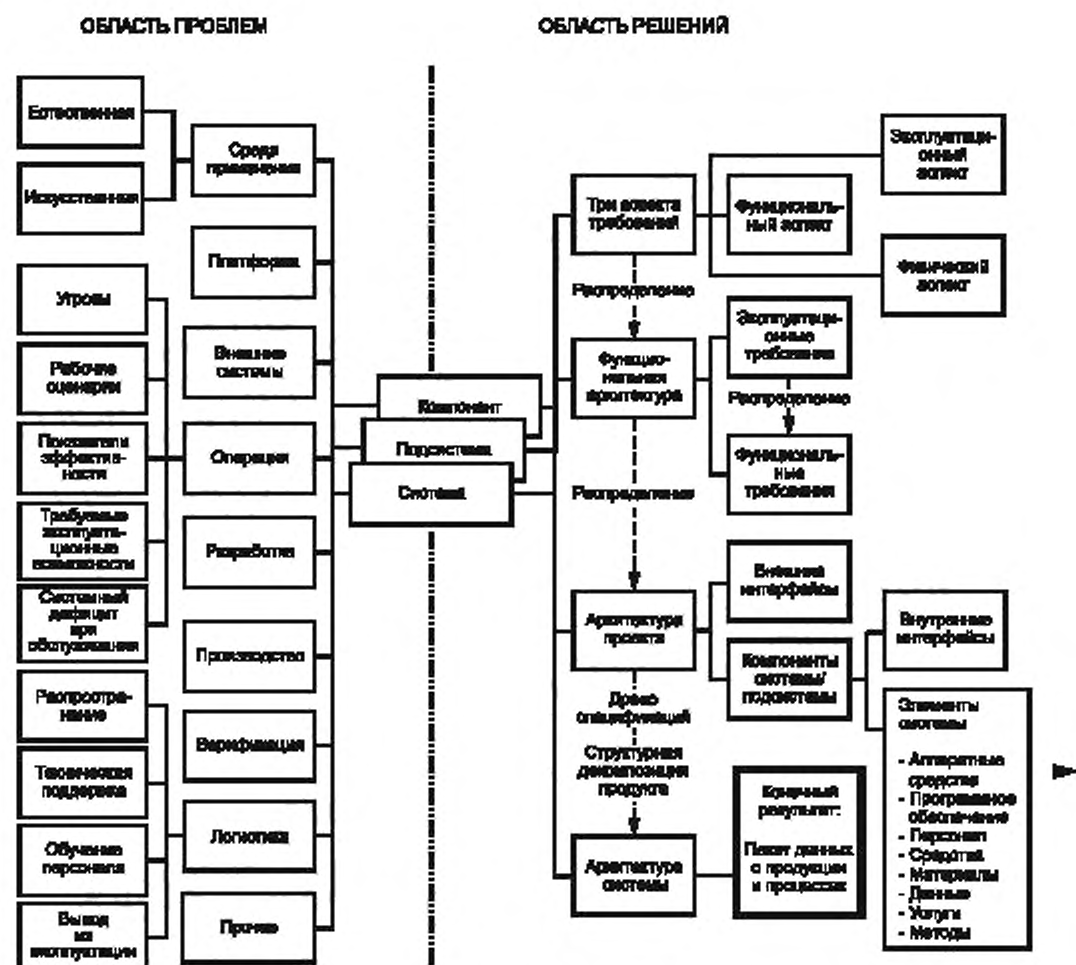 ОБЛАСТЬ ПРОБЛЕМ
ОБЛАСТЬ РЕШЕНИЙ
Естественная
Искусственная
Среда
применения
Платформа
Угрозы
Рабочие
сценарии
Показатели
эффектив-
ности
Требуемые
эксплуата-
ционные
возможности
Системный
дефицит
при
обслуживании
Внешние
системы
Операция
Разработка
Производство
Верификация
Логистика
Прочие
Распростра-
нение
Техническая
поддержка
Обучение
персонала
Вывод
из
эксплуатации
Компонент
Подсистема
Система
Три аспекта
требований
Эксплуатаци-
онный
аспект
Функциональ-
ный аспект
Физический
аспект
Распределение
Функцио-
нальная
архитектура
Эксплуатаци-
онные
требования
Распределение
Функциональ-
ные
требования
Распределение
Архитектура
проекта
Внешний
интерфейсы
Компоненты
системы/
подсистемы
Внутренние
интерфейсы
Элементы
системы
- Аппаратные
средства
- Программное
обеспечение
- Персонал
- Средства
- Материалы
- Данные
- Услуги
- Методы
Древо
спецификаций
Структурная
декомпозиция
продукта
Архитектура
системы
Конечный
результат:
Пакет данных
о продукции
и процессах